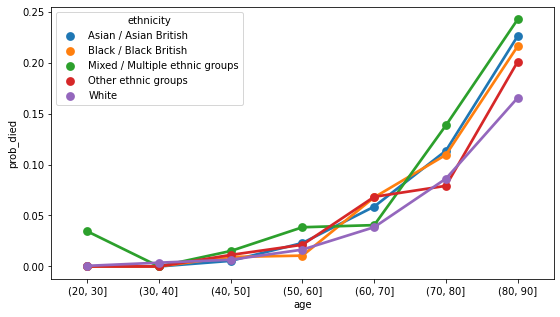 ethnicity
Asian / Asian British
Black / Black British
Mixed / Multiple ethnic groups
Other ethnic groups
White
0.25
0.20
0.15
0.10
0.05
0.00
prob_died
(20, 30]
(30, 40]
(40, 50]
(50, 60]
(60, 70]
(70, 80]
(80, 90]
age